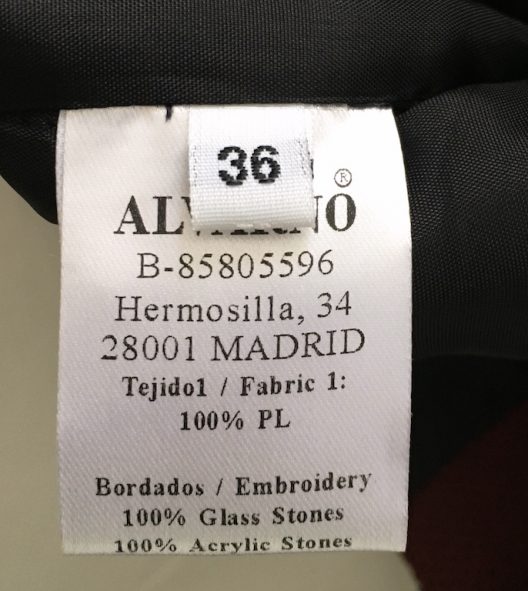 36
®
B-85805596
Hermosilla, 34
28001 MADRID
Tejido1 / Fabric 1:
100% PL
Bordados / Embroidery
100% Glass Stones
100% Acrylic Stones